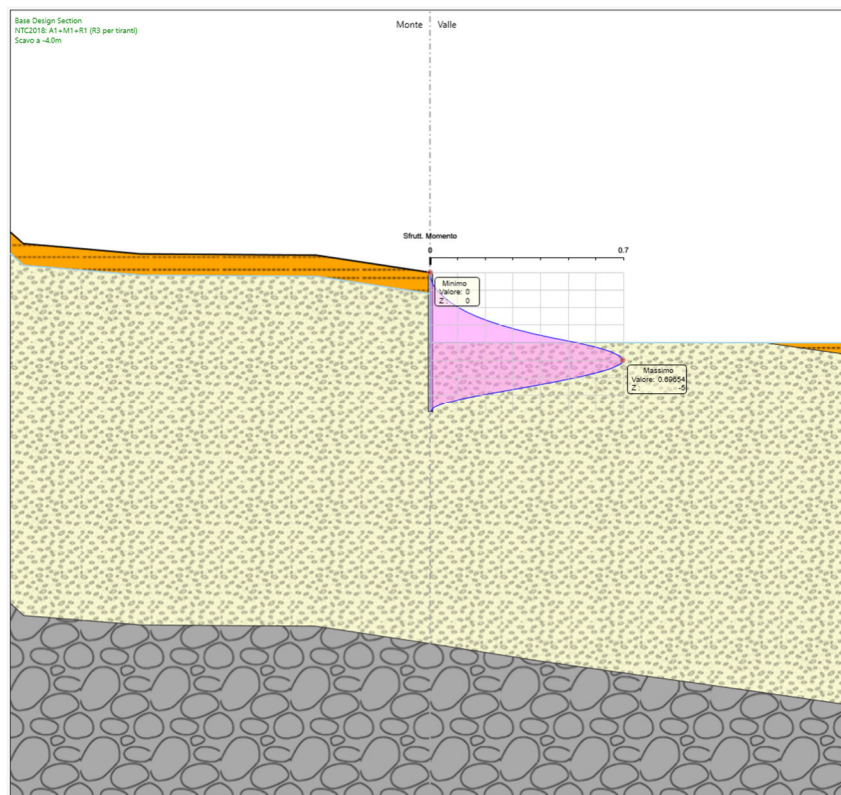 Base Design Section
NTC2018: A1+M1+R1 (R3 per tiranti)
Scavo a -4.0m
Monte Valle
Sfrutt. Momento
0 0.7
Minimo
Valore: 0
Z : 0
Massimo
Valore: 0.69654
Z : -5